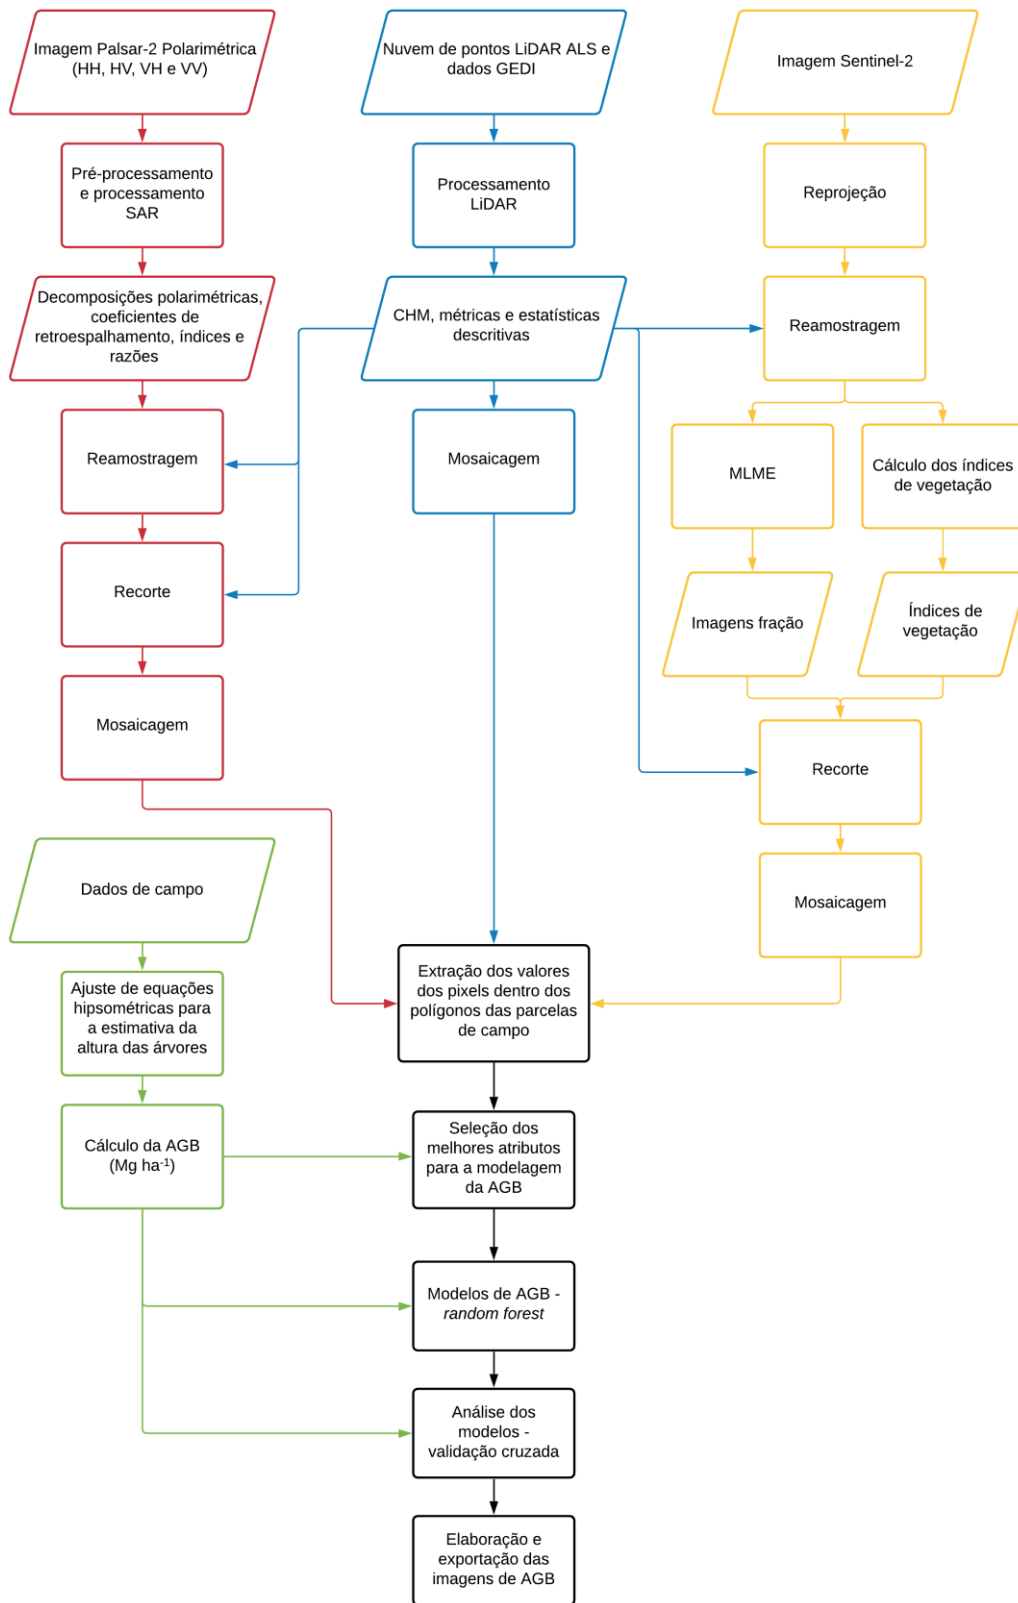 Imagem Palsar-2 Polarimétrica
(HH, HV, VH e VV)
Nuvem de pontos LiDAR ALS e
dados GEDI
Imagem Sentinel-2
Pré-processamento
e processamento
SAR
Processamento
LiDAR
Reprojeção
Decomposições polarimétricas,
coeficientes de
retroespalhamento, índices e
razões
CHM, métricas e estatísticas
descritivas
Reamostragem
Reamostragem
Mosaicagem
MLME
Cálculo dos índices
de vegetação
Recorte
Imagens fração
Índices de
vegetação
Mosaicagem
Recorte
Dados de campo
Mosaicagem
Ajuste de equações
hipsométricas para
a estimativa da
altura das árvores
Extração dos valores
dos pixels dentro dos
polígonos das parcelas
de campo
Cálculo da AGB
(Mg ha⁻¹)
Seleção dos
melhores atributos
para a modelagem
da AGB
Modelos de AGB -
random forest
Análise dos
modelos -
validação cruzada
Elaboração e
exportação das
imagens de AGB